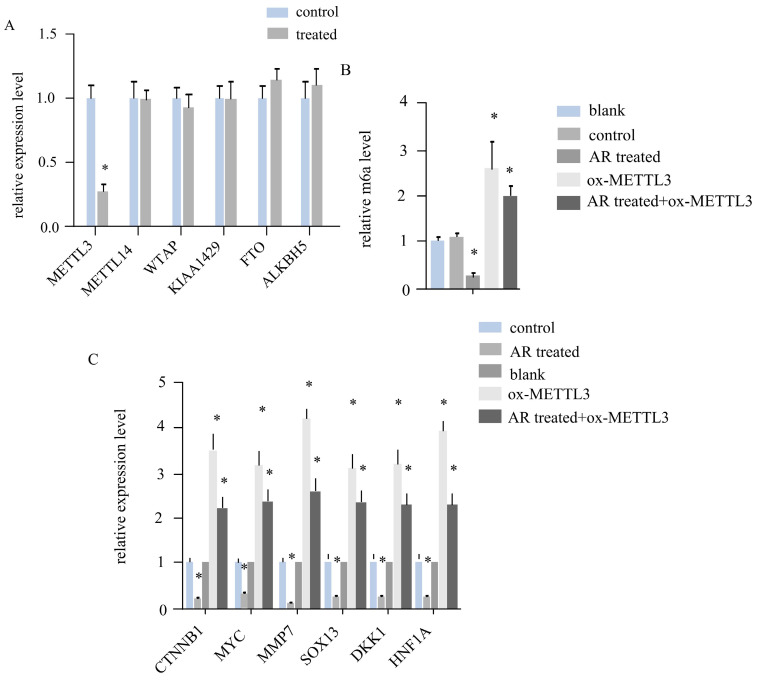 A
control
treated
relative expression level
1.5
1.0
0.5
0.0
*
METTL3
METTL14
WTAP
KIAA1429
FTO
ALKBH5
B
relative m6a level
4
3
2
1
0
*
*
*
blank
control
AR treated
ox-METTL3
AR treated+ox-METTL3
C
control
AR treated
blank
ox-METTL3
AR treated+ox-METTL3
relative expression level
5
4
3
2
1
0
* * *
* * *
* * *
* * *
* * *
* * *
CTNNB1
MYC
MMP7
SOX13
DKK1
HNF1A